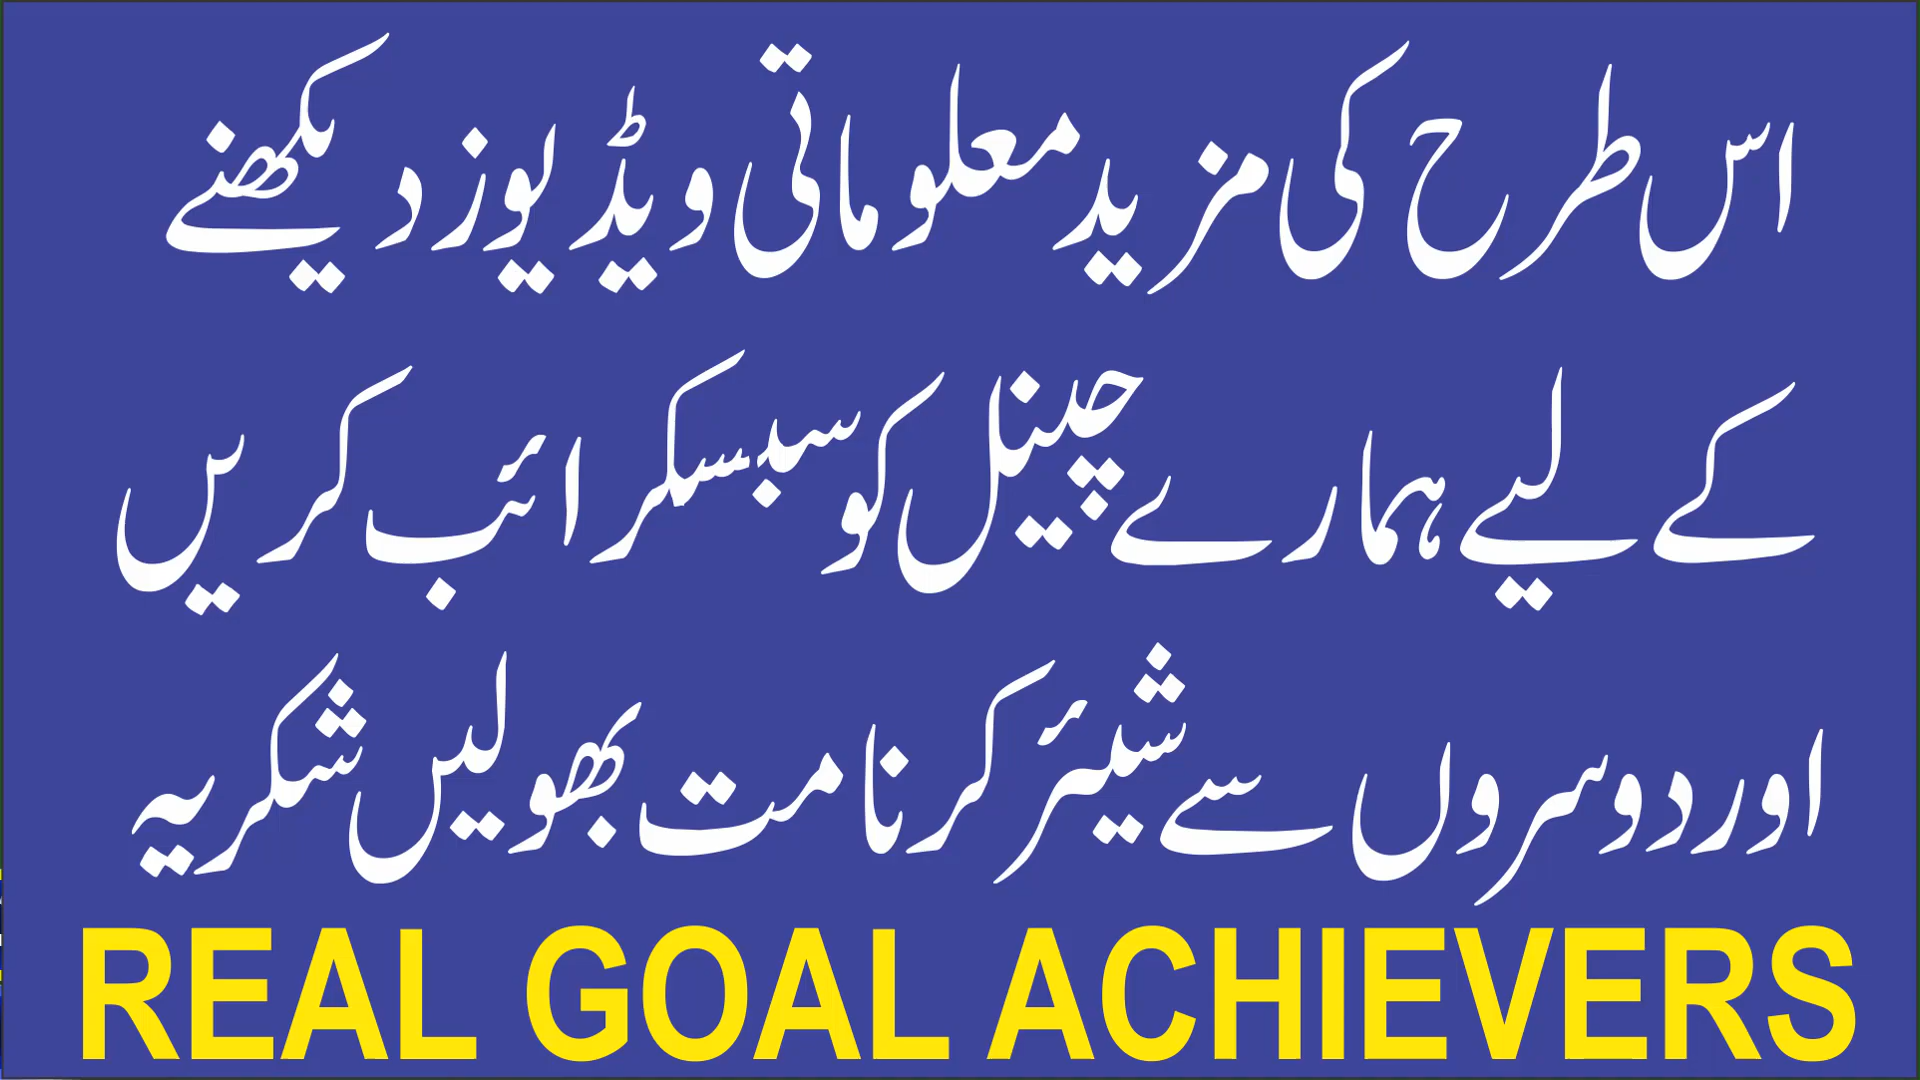 اس طرح کی مزید معلوماتی ویڈیوز دیکھنے
کے لیے ہمارے چینل کو سبسکرائب کریں
اور دوسروں سے شیئر کرنا مت بھولیں شکریہ
REAL GOAL ACHIEVERS